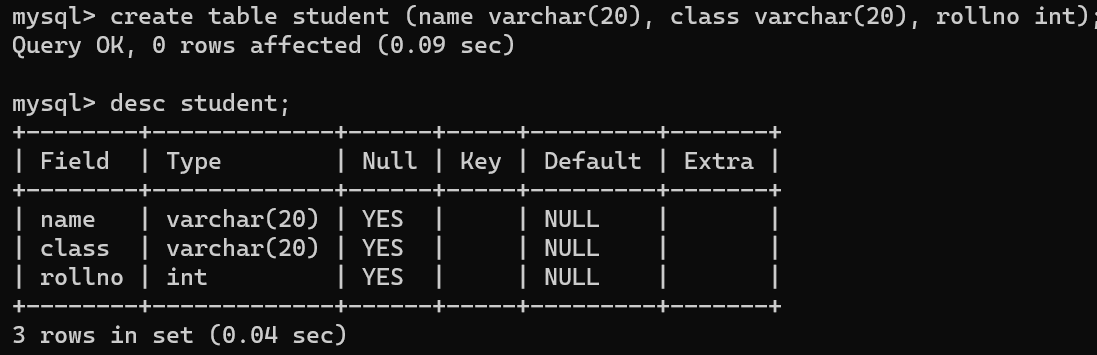 mysql> create table student (name varchar(20), class varchar(20), rollno int);
Query OK, 0 rows affected (0.09 sec)
mysql> desc student;
+--------+-------------+------+-----+---------+-------+
| Field  | Type        | Null | Key | Default | Extra |
+--------+-------------+------+-----+---------+-------+
| name   | varchar(20) | YES  |     | NULL    |       |
| class  | varchar(20) | YES  |     | NULL    |       |
| rollno | int         | YES  |     | NULL    |       |
+--------+-------------+------+-----+---------+-------+
3 rows in set (0.04 sec)